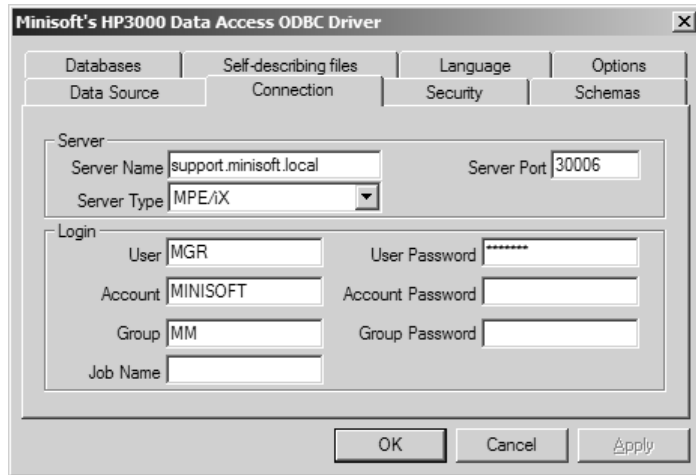 Minisoft's HP3000 Data Access ODBC Driver
Databases Self-describing files Language Options
Data Source Connection Security Schemas
Server
Server Name support.minisoft.local Server Port 30006
Server Type MPE/iX
Login
User MGR User Password *******
Account MINISOFT Account Password
Group MM Group Password
Job Name
OK Cancel Apply